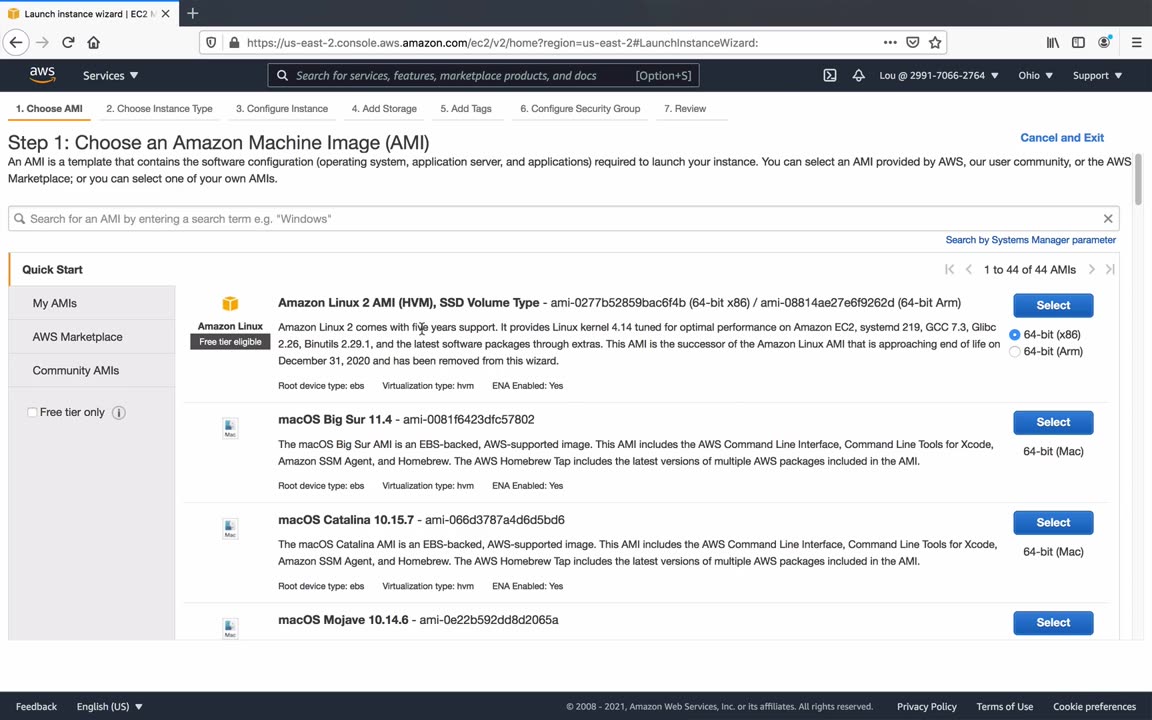 Launch instance wizard | EC2 M
https://us-east-2.console.aws.amazon.com/ec2/v2/home?region=us-east-2#LaunchInstanceWizard:
aws Services Search for services, features, marketplace products, and docs [Option+S] Lou @ 2991-7066-2764 Ohio Support
1. Choose AMI 2. Choose Instance Type 3. Configure Instance 4. Add Storage 5. Add Tags 6. Configure Security Group 7. Review
Step 1: Choose an Amazon Machine Image (AMI)
Cancel and Exit
An AMI is a template that contains the software configuration (operating system, application server, and applications) required to launch your instance. You can select an AMI provided by AWS, our user community, or the AWS
Marketplace; or you can select one of your own AMIs.
Search for an AMI by entering a search term e.g. "Windows"
Search by Systems Manager parameter
Quick Start
1 to 44 of 44 AMIs
My AMIs
AWS Marketplace
Community AMIs
Free tier only
Amazon Linux
Free tier eligible
Amazon Linux 2 AMI (HVM), SSD Volume Type - ami-0277b52859bac6f4b (64-bit x86) / ami-08814ae27e6f9262d (64-bit Arm)
Amazon Linux 2 comes with five years support. It provides Linux kernel 4.14 tuned for optimal performance on Amazon EC2, systemd 219, GCC 7.3, Glibc
2.26, Binutils 2.29.1, and the latest software packages through extras. This AMI is the successor of the Amazon Linux AMI that is approaching end of life on
December 31, 2020 and has been removed from this wizard.
Root device type: ebs Virtualization type: hvm ENA Enabled: Yes
Select
64-bit (x86)
64-bit (Arm)
Mac
macOS Big Sur 11.4 - ami-0081f6423dfc57802
The macOS Big Sur AMI is an EBS-backed, AWS-supported image. This AMI includes the AWS Command Line Interface, Command Line Tools for Xcode,
Amazon SSM Agent, and Homebrew. The AWS Homebrew Tap includes the latest versions of multiple AWS packages included in the AMI.
Root device type: ebs Virtualization type: hvm ENA Enabled: Yes
Select
64-bit (Mac)
Mac
macOS Catalina 10.15.7 - ami-066d3787a4d6d5bd6
The macOS Catalina AMI is an EBS-backed, AWS-supported image. This AMI includes the AWS Command Line Interface, Command Line Tools for Xcode,
Amazon SSM Agent, and Homebrew. The AWS Homebrew Tap includes the latest versions of multiple AWS packages included in the AMI.
Root device type: ebs Virtualization type: hvm ENA Enabled: Yes
Select
64-bit (Mac)
Mac
macOS Mojave 10.14.6 - ami-0e22b592dd8d2065a
Select
Feedback English (US) © 2008 - 2021, Amazon Web Services, Inc. or its affiliates. All rights reserved. Privacy Policy Terms of Use Cookie preferences